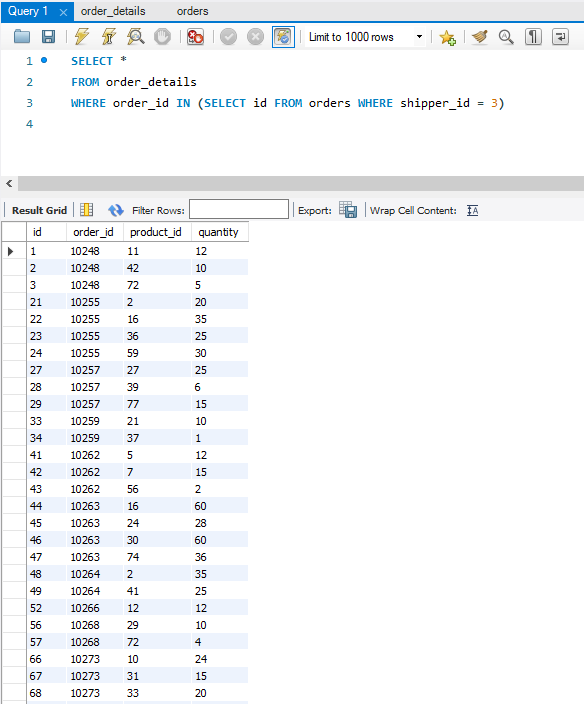 Query 1 order_details orders
Limit to 1000 rows
1 SELECT *
2 FROM order_details
3 WHERE order_id IN (SELECT id FROM orders WHERE shipper_id = 3)
4
Result Grid Filter Rows: Export: Wrap Cell Content:
id order_id product_id quantity
1 10248 11 12
2 10248 42 10
3 10248 72 5
21 10255 2 20
22 10255 16 35
23 10255 36 25
24 10255 59 30
27 10257 27 25
28 10257 39 6
29 10257 77 15
33 10259 21 10
34 10259 37 1
41 10262 5 12
42 10262 7 15
43 10262 56 2
44 10263 16 60
45 10263 24 28
46 10263 30 60
47 10263 74 36
48 10264 2 35
49 10264 41 25
52 10266 12 12
56 10268 29 10
57 10268 72 4
66 10273 10 24
67 10273 31 15
68 10273 33 20